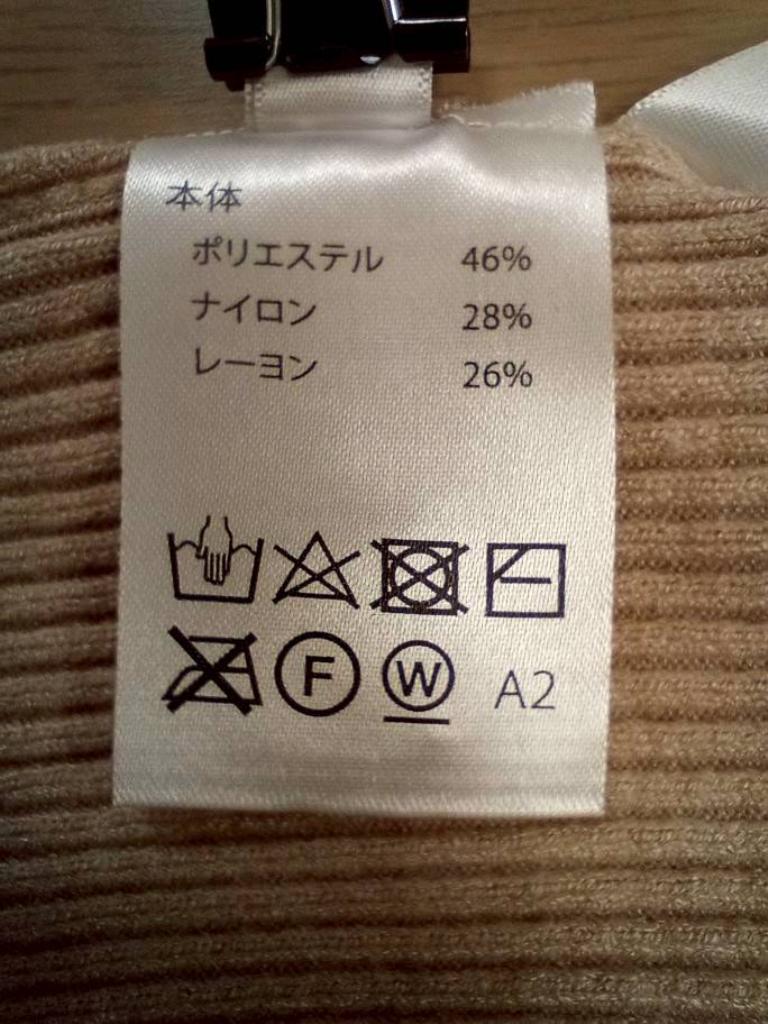 本体
ポリエステル 46%
ナイロン 28%
レーヨン 26%
F W A2